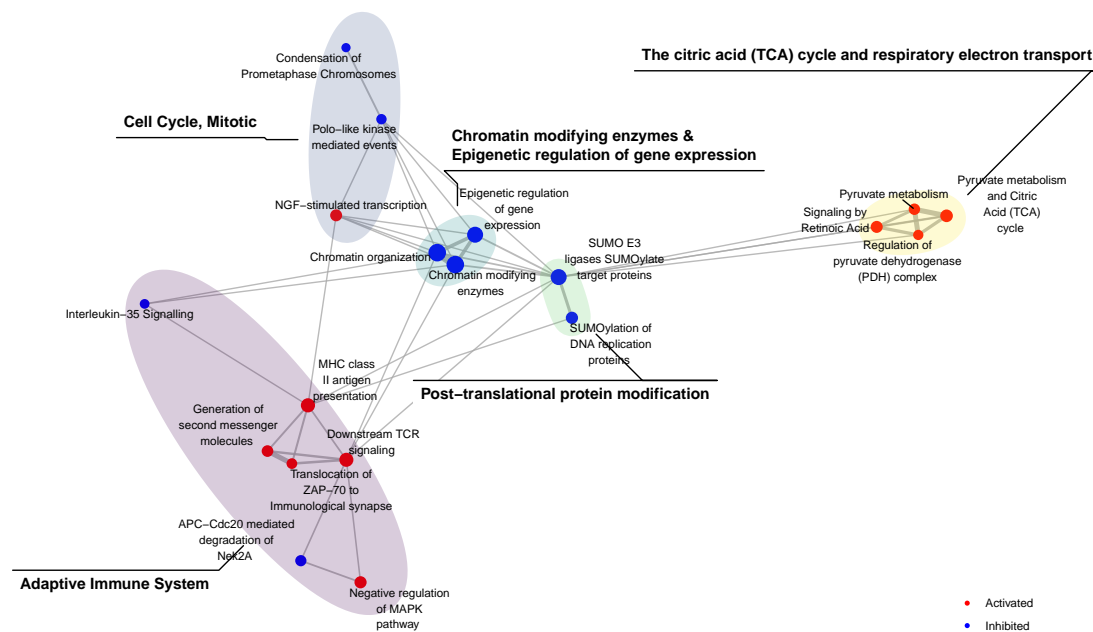 The citric acid (TCA) cycle and respiratory electron transport
Condensation of
Prometaphase Chromosomes
Cell Cycle, Mitotic
Polo−like kinase
mediated events
Chromatin modifying enzymes &
Epigenetic regulation of gene expression
NGF−stimulated transcription
Epigenetic regulation
of gene
expression
Chromatin organization
Chromatin modifying
enzymes
SUMO E3
ligases SUMOylate
target proteins
Pyruvate metabolism
Pyruvate metabolism
and Citric
Acid (TCA)
cycle
Signaling by
Retinoic Acid
Regulation of
pyruvate dehydrogenase
(PDH) complex
Interleukin−35 Signalling
SUMOylation of
DNA replication
proteins
MHC class
II antigen
presentation
Post−translational protein modification
Generation of
second messenger
molecules
Downstream TCR
signaling
Translocation of
ZAP−70 to
Immunological synapse
APC−Cdc20 mediated
degradation of
Nek2A
Adaptive Immune System
Negative regulation
of MAPK
pathway
Activated
Inhibited